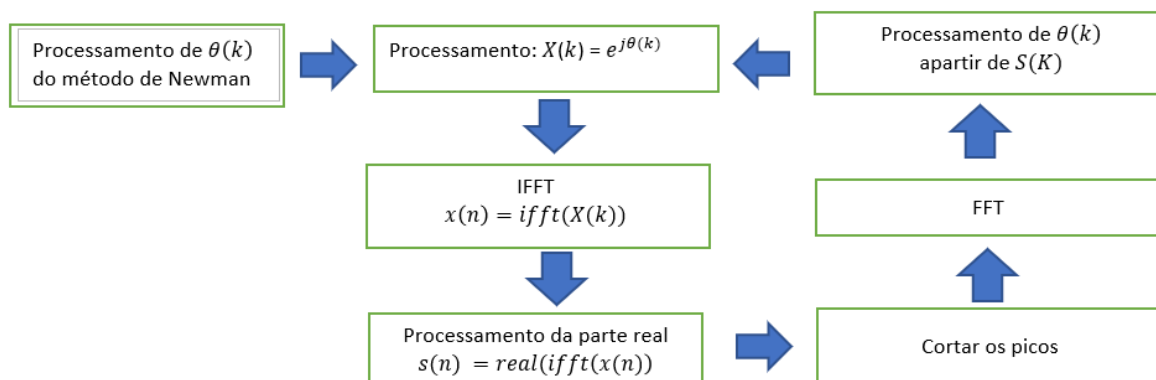 Processamento de θ(k)
do método de Newman
Processamento: X(k) = e^{jθ(k)}
Processamento de θ(k)
apartir de S(K)
IFFT
x(n) = ifft(X(k))
FFT
Processamento da parte real
s(n) = real(ifft(x(n))
Cortar os picos